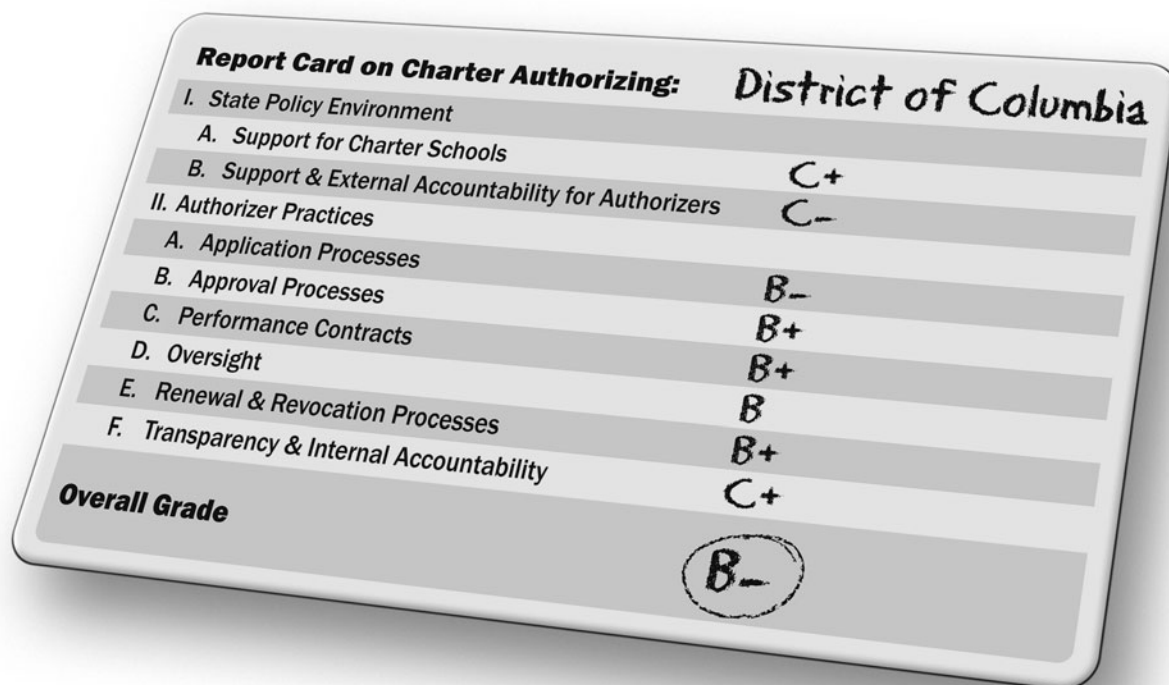 Report Card on Charter Authorizing: District of Columbia
I. State Policy Environment
A. Support for Charter Schools C+
B. Support & External Accountability for Authorizers C-
II. Authorizer Practices
A. Application Processes B-
B. Approval Processes B+
C. Performance Contracts B+
D. Oversight B
E. Renewal & Revocation Processes B+
F. Transparency & Internal Accountability C+
Overall Grade B-